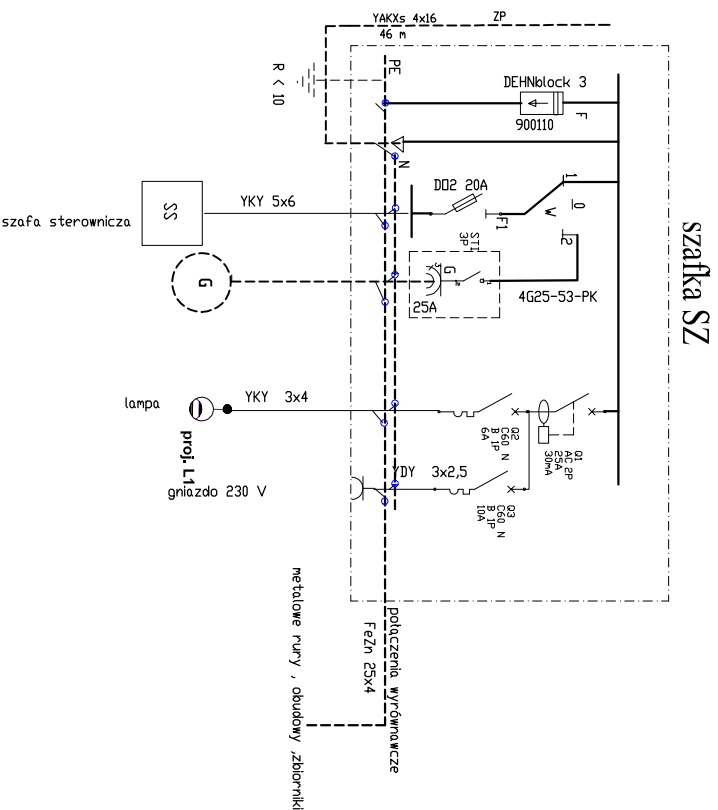 YAKXs 4x16
ZP
46 m
szafka SZ
PE
R < 10
DEHNblock 3
F
900110
N
D02 20A
1
0
W
F1
2
SS
YKY 5x6
szafa sterownicza
STI
3P
G
25A
4G25-53-PK
G
lampa
YKY 3x4
proj. L1
Q2
C60 N
B 1P
6A
Q1
AC 2P
25A
30mA
YDY 3x2,5
gniazdo 230 V
Q3
C60 N
B 1P
10A
połączenia wyrównawcze
FeZn 25x4
metalowe rury , obudowy ,zbiorniki